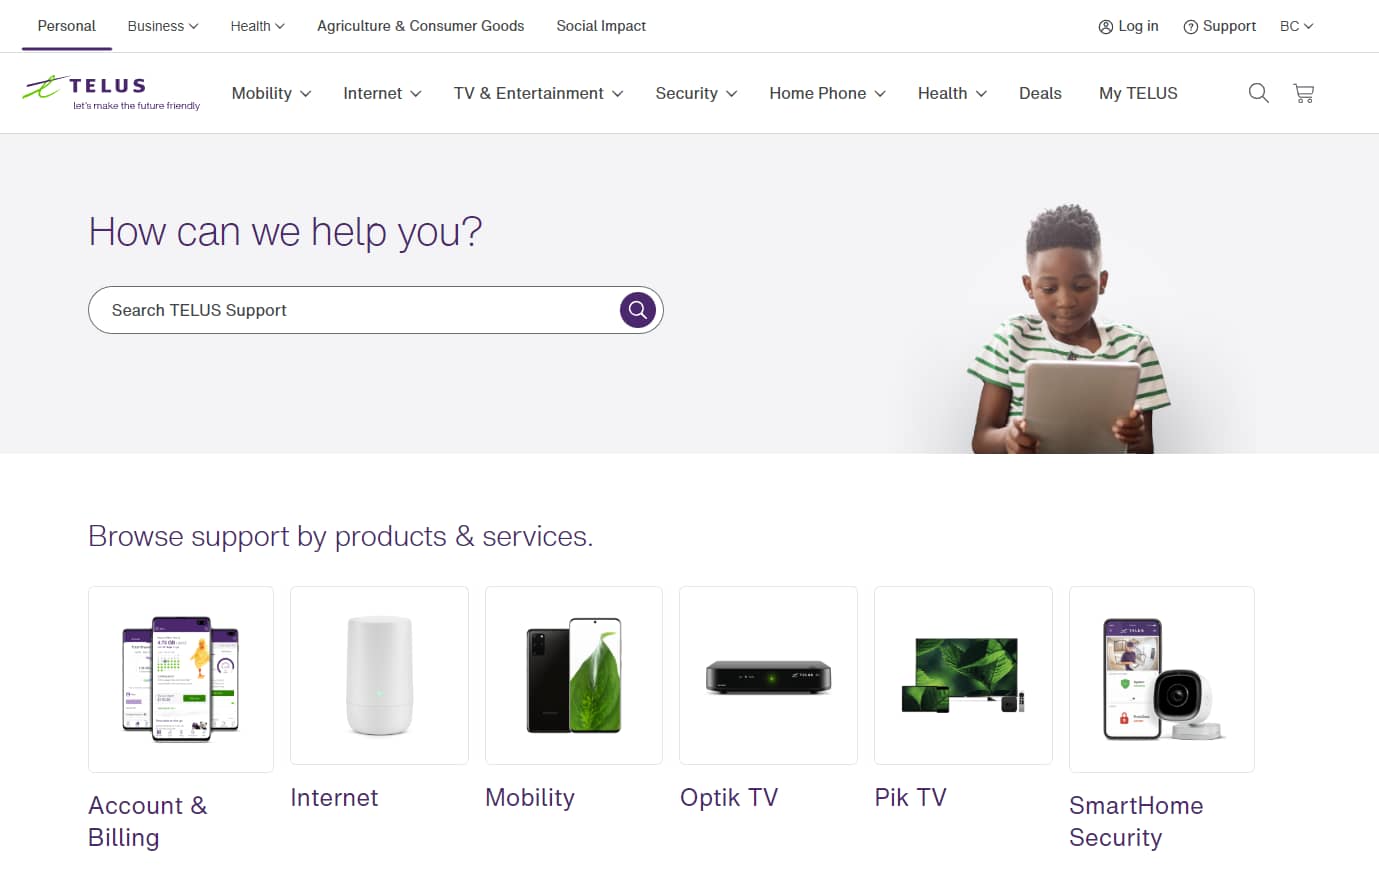 Personal Business Health Agriculture & Consumer Goods Social Impact Log in Support BC
TELUS
let's make the future friendly
Mobility Internet TV & Entertainment Security Home Phone Health Deals My TELUS
How can we help you?
Search TELUS Support
Browse support by products & services.
TELUS
TELUS
Account &
Billing
Internet
Mobility
Optik TV
Pik TV
SmartHome
Security